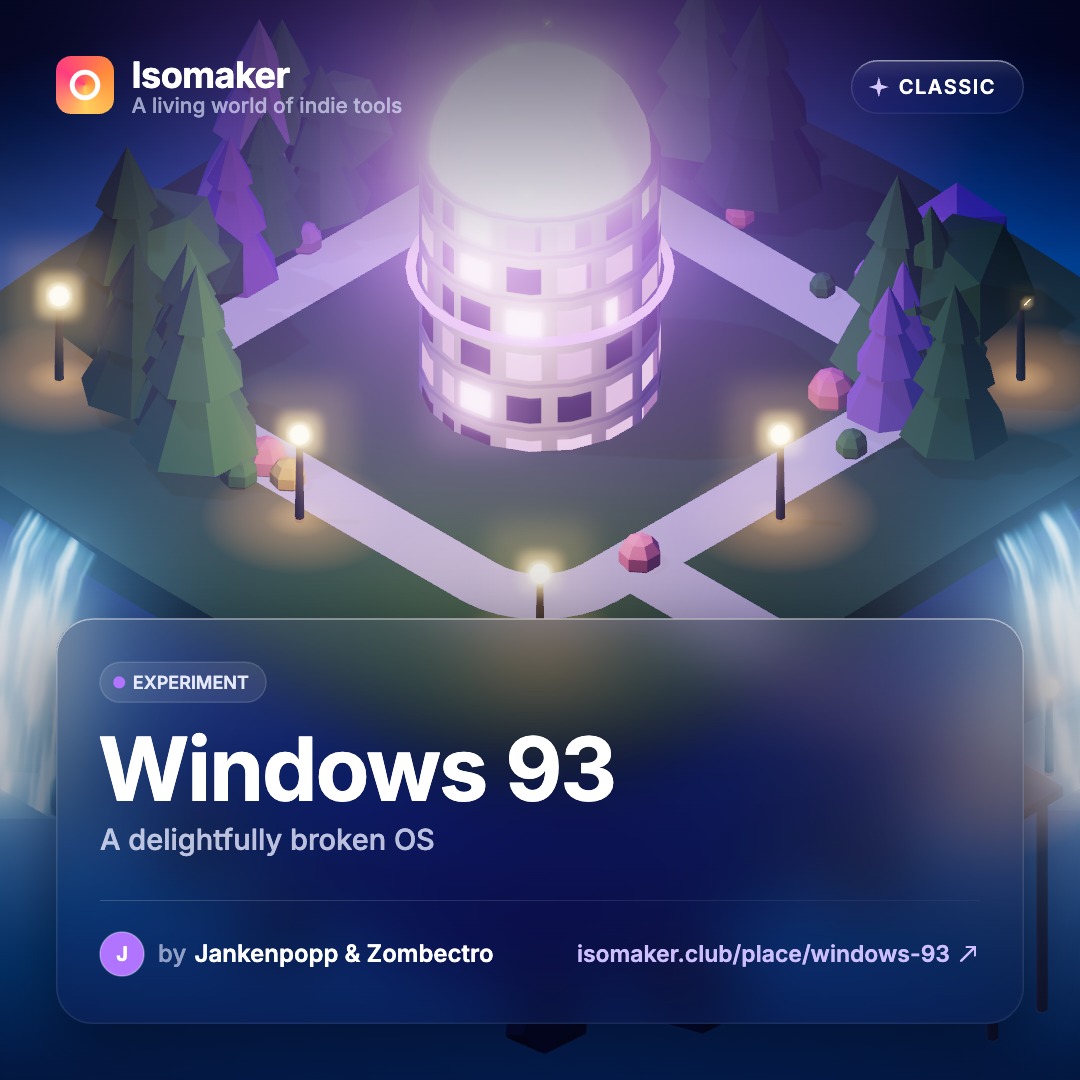 Isomaker
A living world of indie tools
CLASSIC
EXPERIMENT
Windows 93
A delightfully broken OS
J
by Jankenpopp & Zombectro
isomaker.club/place/windows-93 ↗